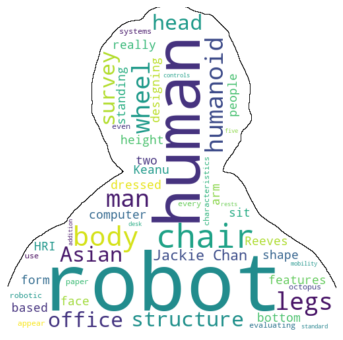 head
systems
really
human
Wheel
survey
standing
designing
humanoid
people
controls
even
five
height
two
Keanu
characteristics
dressed
man
every
arm
rests
computer
desk
sit
addition
body
chair
HRI
Asian
Jackie Chan
Reeves
shape
use
mobility
form
robot
features
robotic
paper
face
octopus
legs
based
office
structure
bottom
appear
evaluating
standard